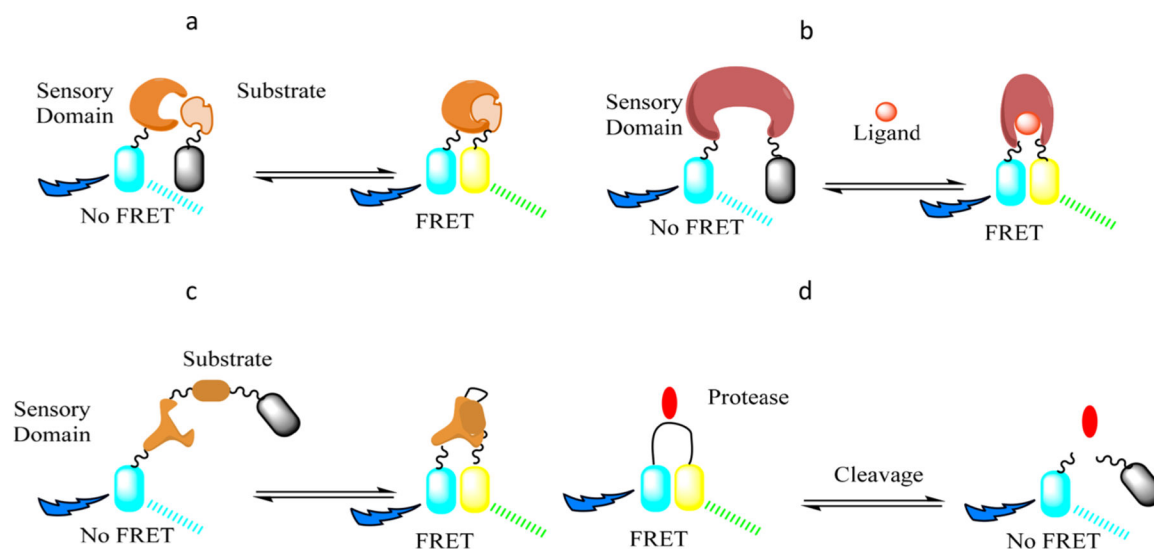 a
Sensory
Domain
Substrate
No FRET
FRET
b
Sensory
Domain
Ligand
No FRET
FRET
c
Substrate
Sensory
Domain
No FRET
FRET
d
Protease
Cleavage
FRET
No FRET